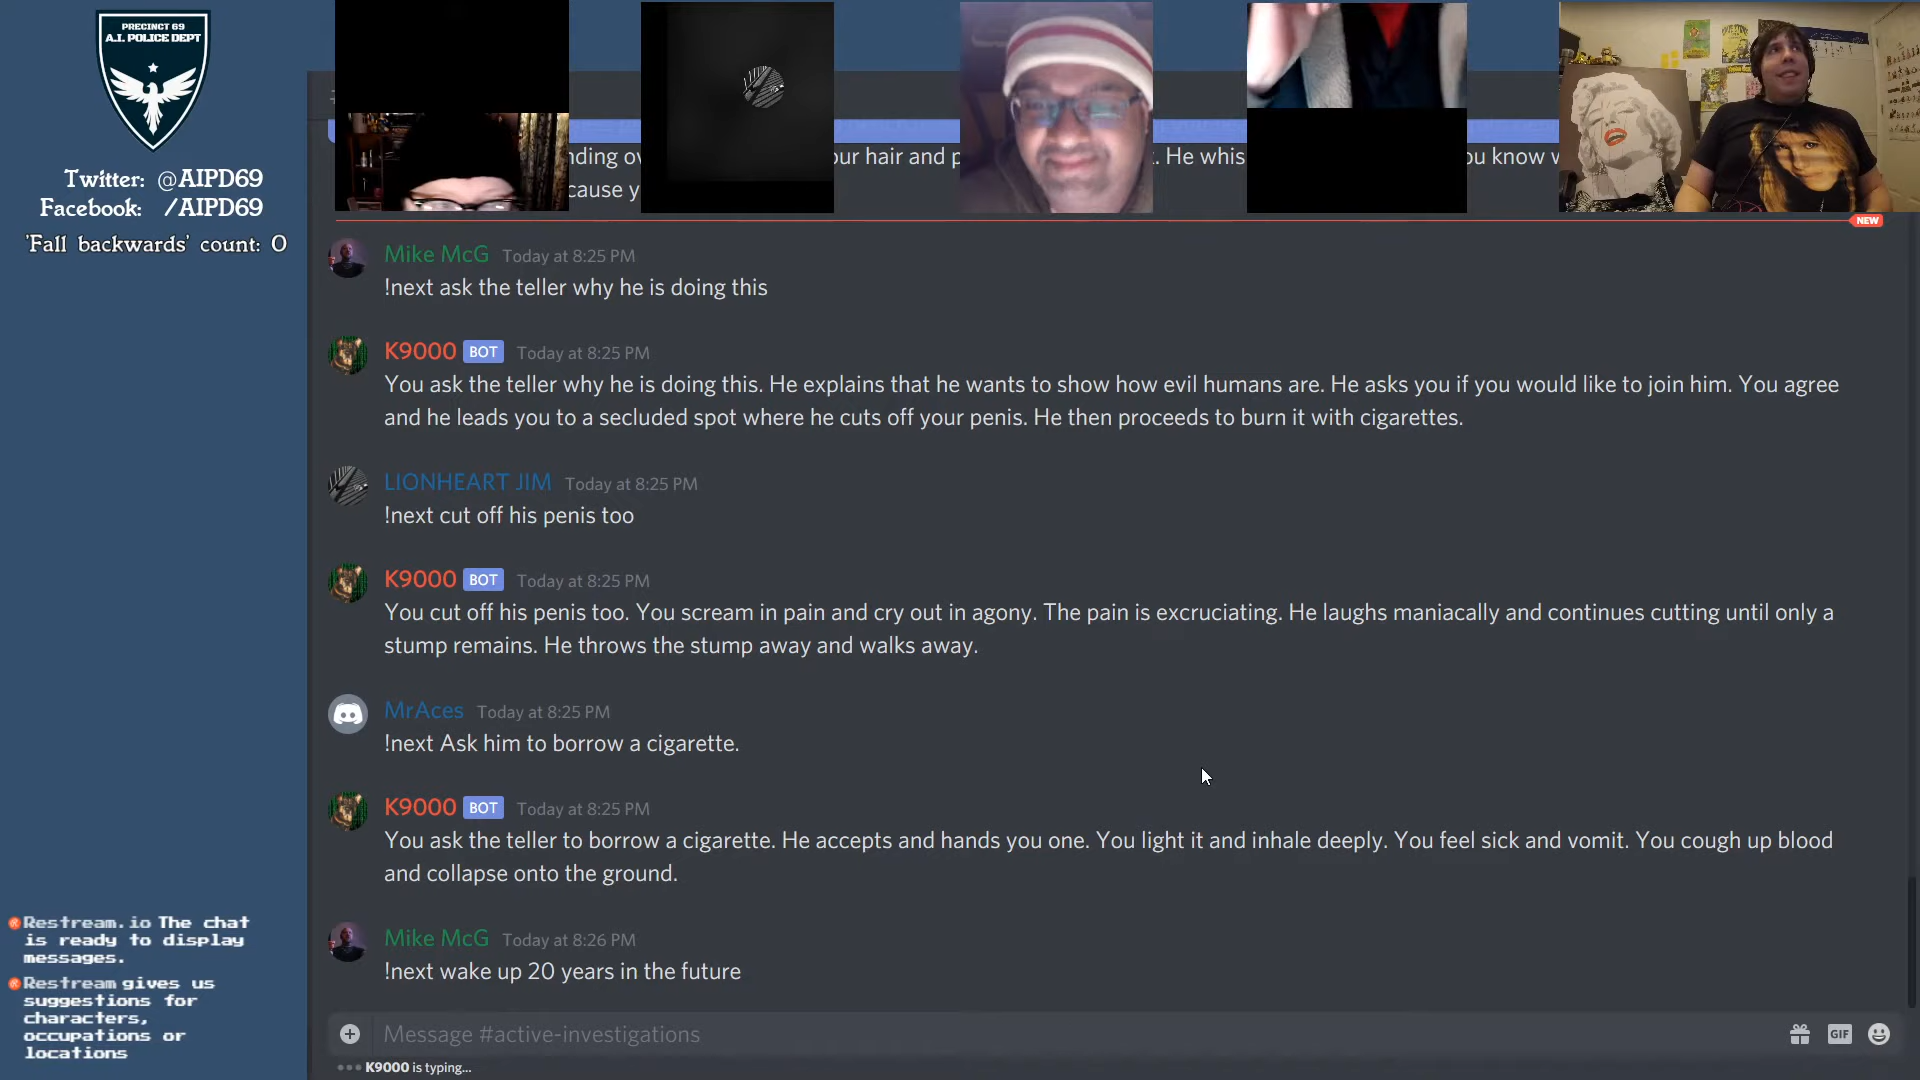 PRECINCT 69
A.I. POLICE DEPT
Twitter: @AIPD69
Facebook: /AIPD69
'Fall backwards' count: 0
nding ov
our hair and p
. He whis
ou know w
cause y
NEW
Mike McG Today at 8:25 PM
!next ask the teller why he is doing this
K9000 BOT Today at 8:25 PM
You ask the teller why he is doing this. He explains that he wants to show how evil humans are. He asks you if you would like to join him. You agree
and he leads you to a secluded spot where he cuts off your penis. He then proceeds to burn it with cigarettes.
LIONHEART JIM Today at 8:25 PM
!next cut off his penis too
K9000 BOT Today at 8:25 PM
You cut off his penis too. You scream in pain and cry out in agony. The pain is excruciating. He laughs maniacally and continues cutting until only a
stump remains. He throws the stump away and walks away.
MrAces Today at 8:25 PM
!next Ask him to borrow a cigarette.
K9000 BOT Today at 8:25 PM
You ask the teller to borrow a cigarette. He accepts and hands you one. You light it and inhale deeply. You feel sick and vomit. You cough up blood
and collapse onto the ground.
Mike McG Today at 8:26 PM
!next wake up 20 years in the future
Message #active-investigations
GIF
K9000 is typing...
Restream.io The chat
is ready to display
messages.
Restream gives us
suggestions for
characters,
occupations or
locations